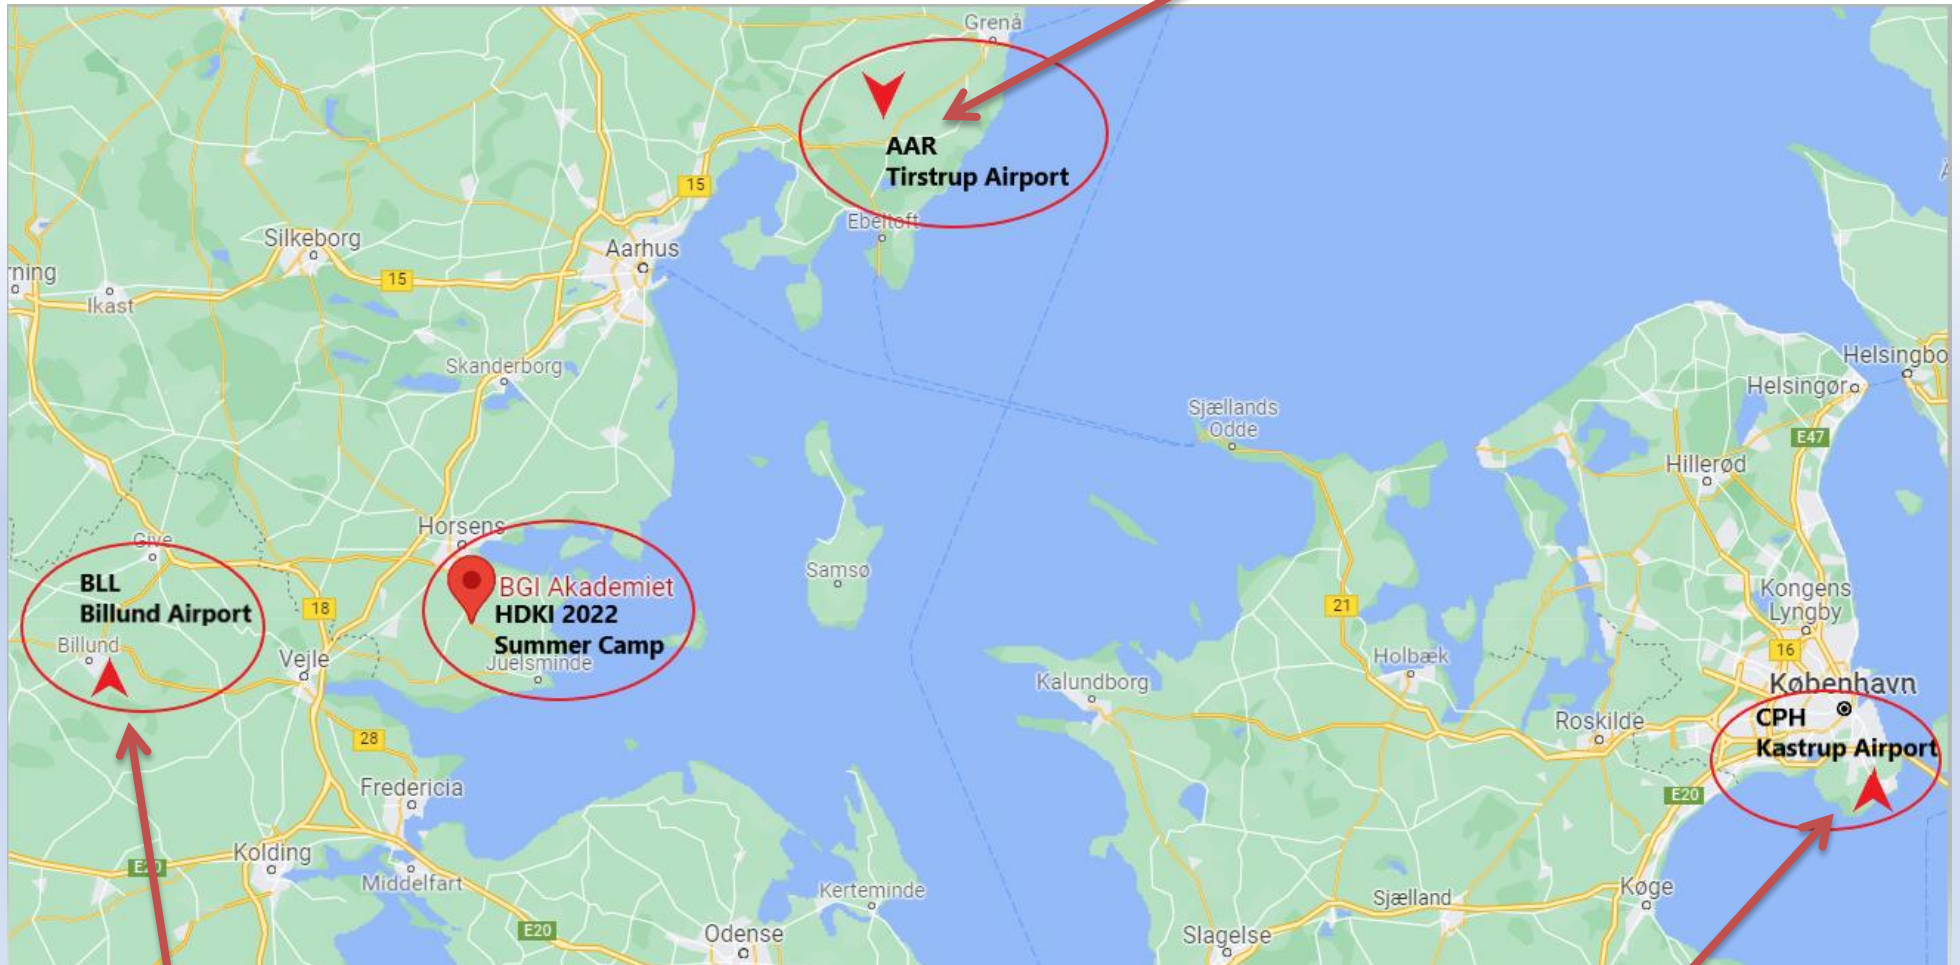 Grenå
AAR
Tirstrup Airport
15
Ebeltoft
Silkeborg
Aarhus
rning
15
Ikast
Skanderborg
Helsingbo
Helsingør
Sjællands
Odde
E47
Hillerød
Horsens
Give
Samsø
BLL
Billund Airport
BGI Akademiet
HDKI 2022
Summer Camp
18
21
Kongens
Lyngby
Billund
Vejle
Juelsminde
Holbæk
16
Kalundborg
København
CPH
Kastrup Airport
Roskilde
28
Fredericia
E20
Kolding
E20
Middelfart
Kerteminde
Sjælland
Køge
E20
Odense
Slagelse